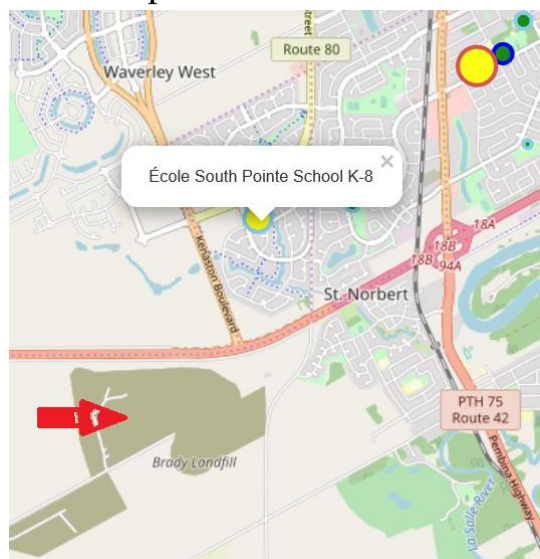 Street
Route 80
Waverley West
École South Pointe School K-8
×
18A
18B
18B
94A
Kenaston Boulevard
St. Norbert
PTH 75
Route 42
Brady Landfill
Pembina Highway
La Salle River